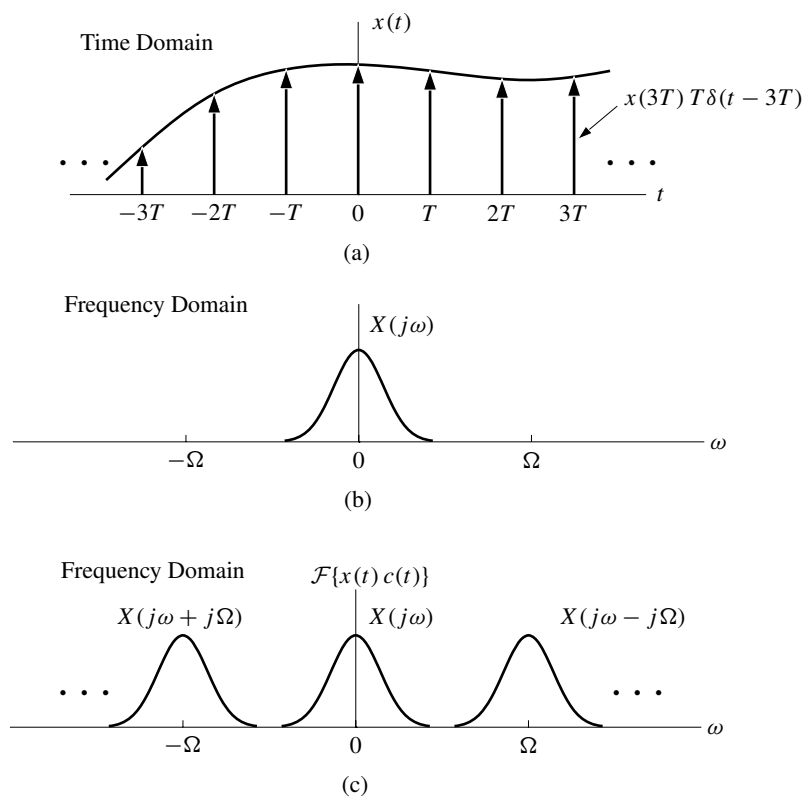 x(t)
Time Domain
x(3T) T δ(t − 3T)
. . .
. . .
−3T −2T −T 0 T 2T 3T t
(a)
Frequency Domain
X(jω)
−Ω 0 Ω ω
(b)
Frequency Domain
ℱ{x(t) c(t)}
X(jω + jΩ) X(jω) X(jω − jΩ)
. . .
. . .
−Ω 0 Ω ω
(c)